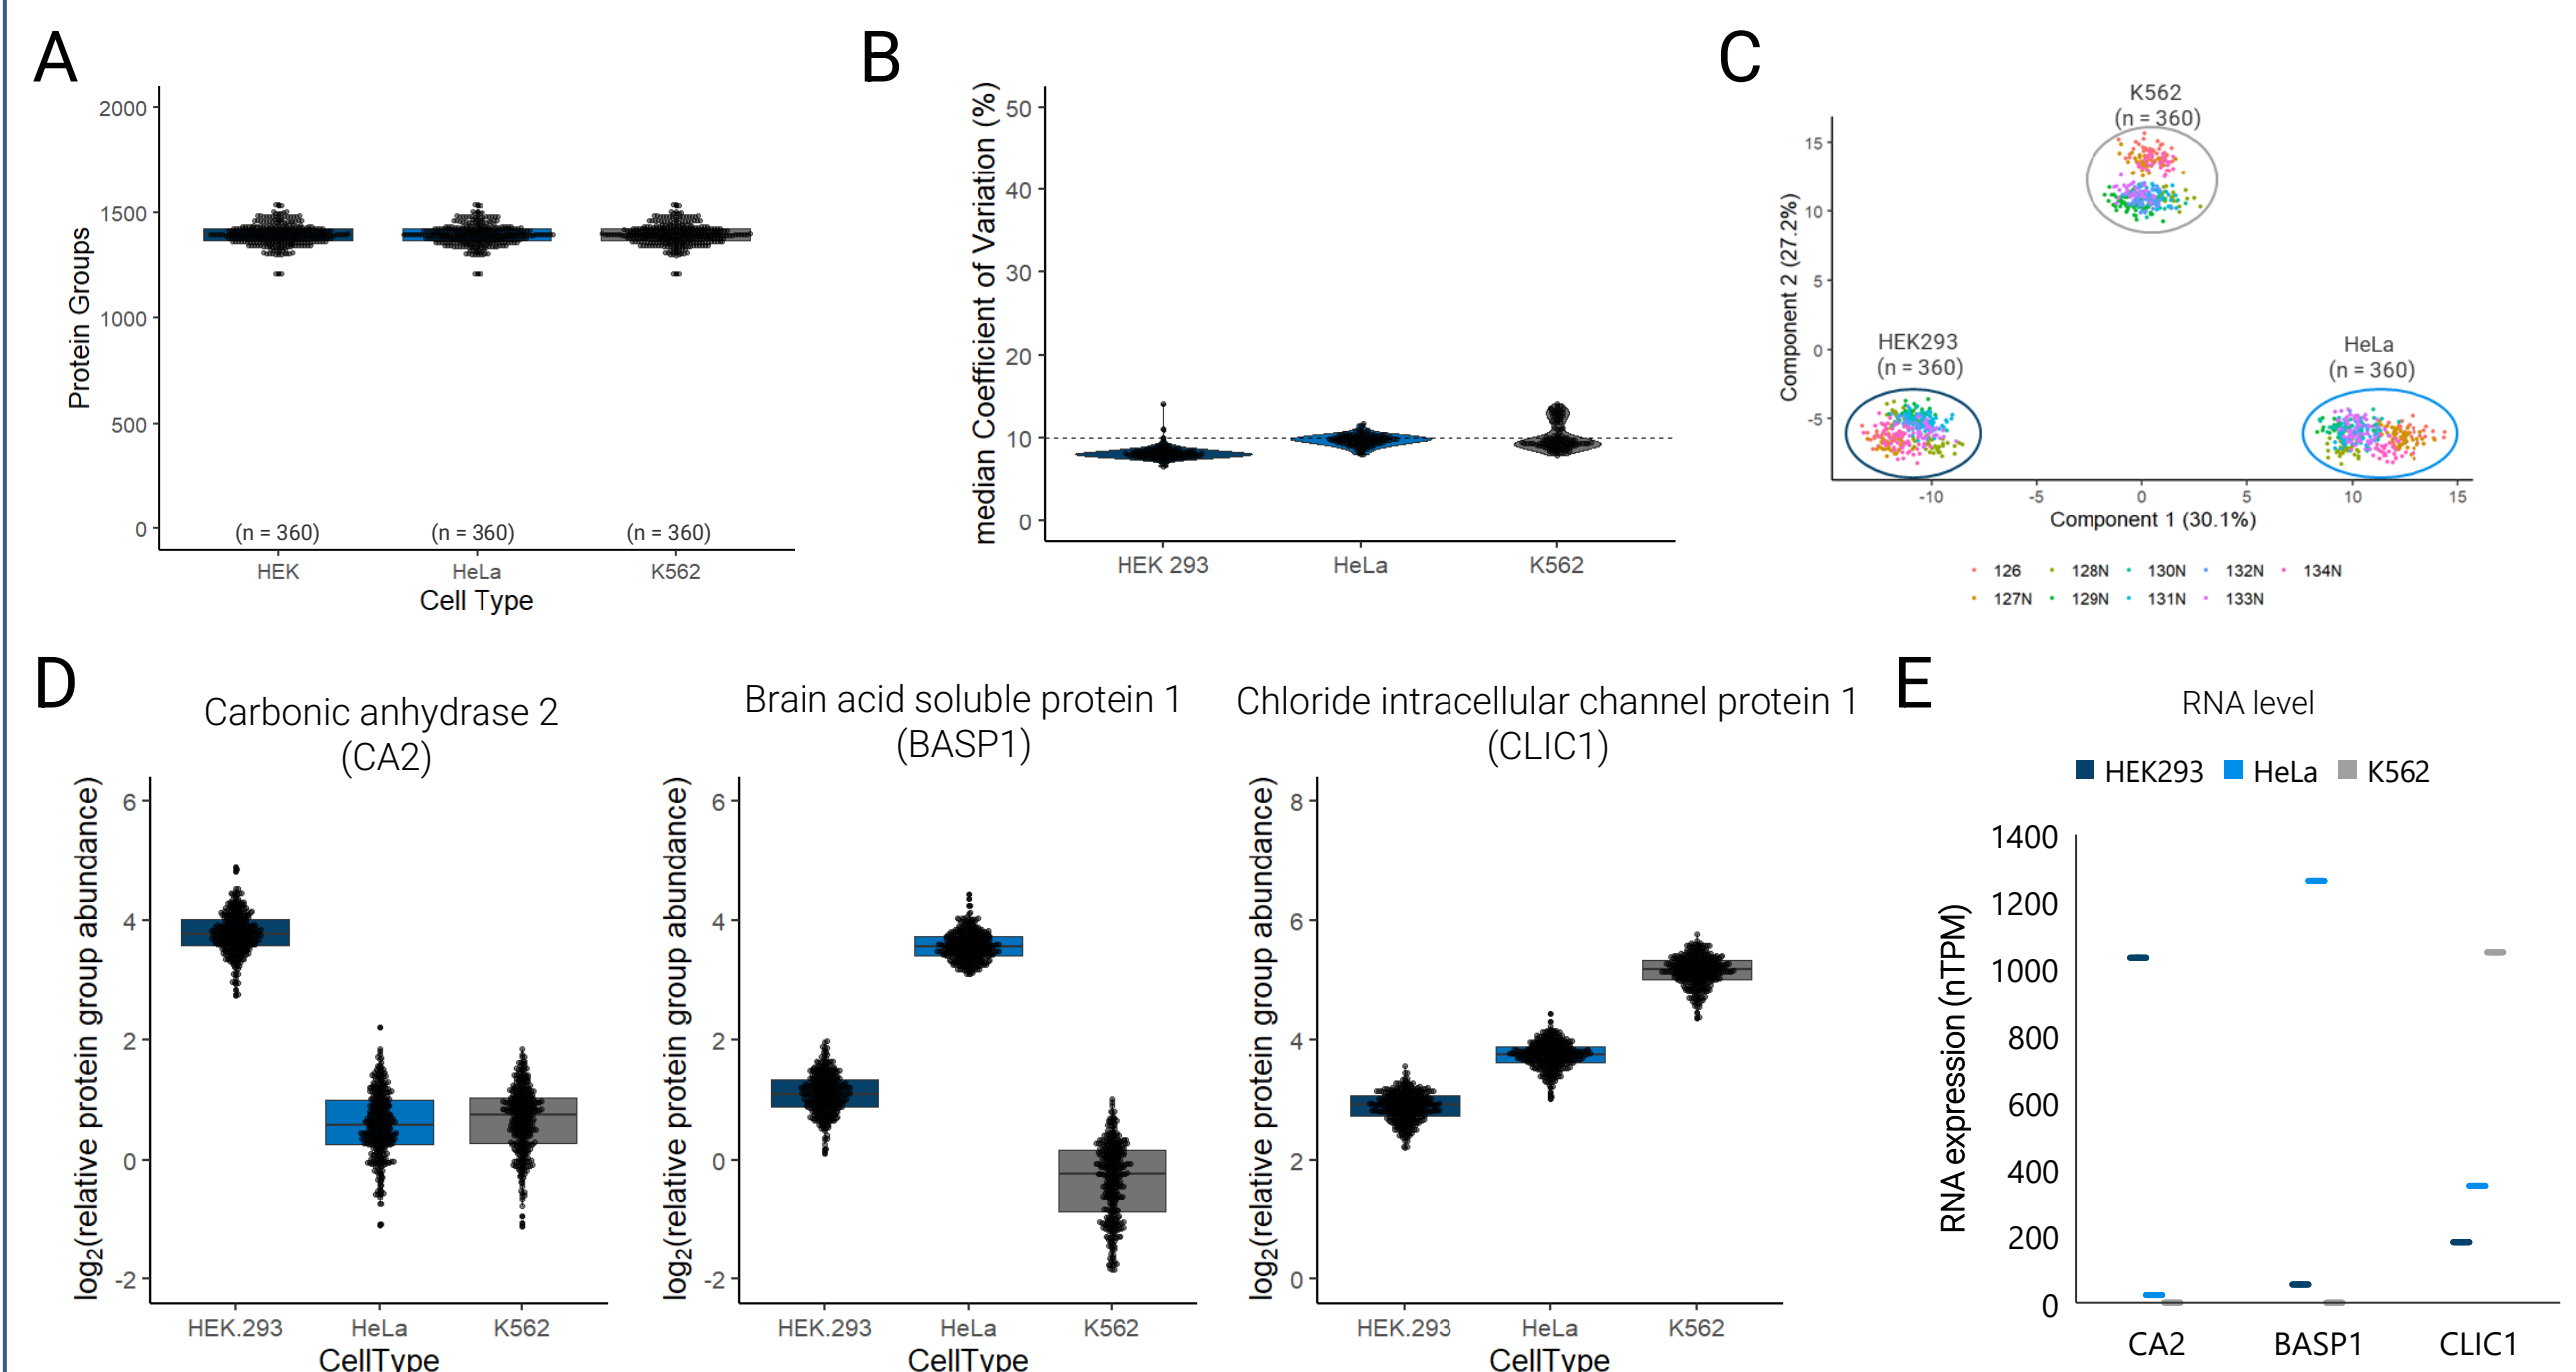 A
2000
1500
1000
500
0
Protein Groups
(n = 360)
(n = 360)
(n = 360)
HEK
HeLa
K562
Cell Type
B
50
40
30
20
10
0
median Coefficient of Variation (%)
HEK 293
HeLa
K562
C
K562
(n = 360)
HEK293
(n = 360)
HeLa
(n = 360)
15
10
5
0
-5
Component 2 (27.2%)
-10
-5
0
5
10
15
Component 1 (30.1%)
126
128N
130N
132N
134N
127N
129N
131N
133N
D
Carbonic anhydrase 2
(CA2)
6
4
2
0
-2
log2(relative protein group abundance)
HEK.293
HeLa
K562
CellType
Brain acid soluble protein 1
(BASP1)
6
4
2
0
-2
log2(relative protein group abundance)
HEK.293
HeLa
K562
CellType
Chloride intracellular channel protein 1
(CLIC1)
8
6
4
2
0
log2(relative protein group abundance)
HEK.293
HeLa
K562
CellType
E
RNA level
HEK293
HeLa
K562
1400
1200
1000
800
600
400
200
0
RNA expression (nTPM)
CA2
BASP1
CLIC1